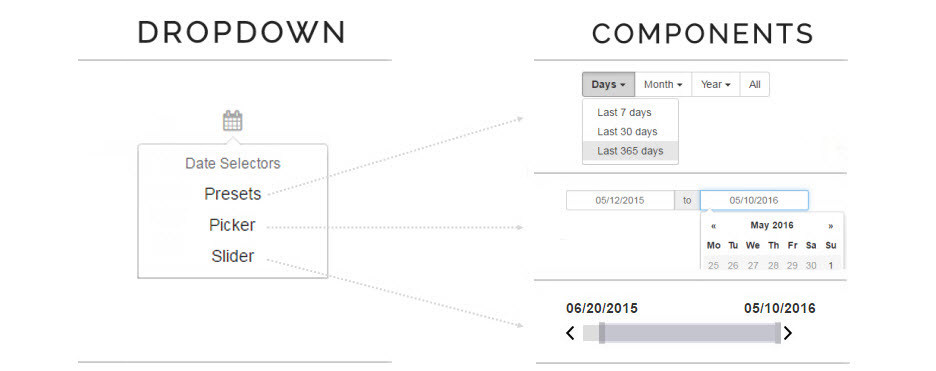 DROPDOWN
Date Selectors
Presets
Picker
Slider
COMPONENTS
Days Month Year All
Last 7 days
Last 30 days
Last 365 days
05/12/2015 to 05/10/2016
« May 2016 »
Mo Tu We Th Fr Sa Su
25 26 27 28 29 30 1
06/20/2015 05/10/2016